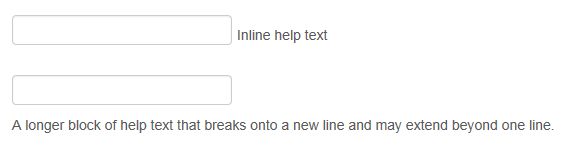 Inline help text
A longer block of help text that breaks onto a new line and may extend beyond one line.